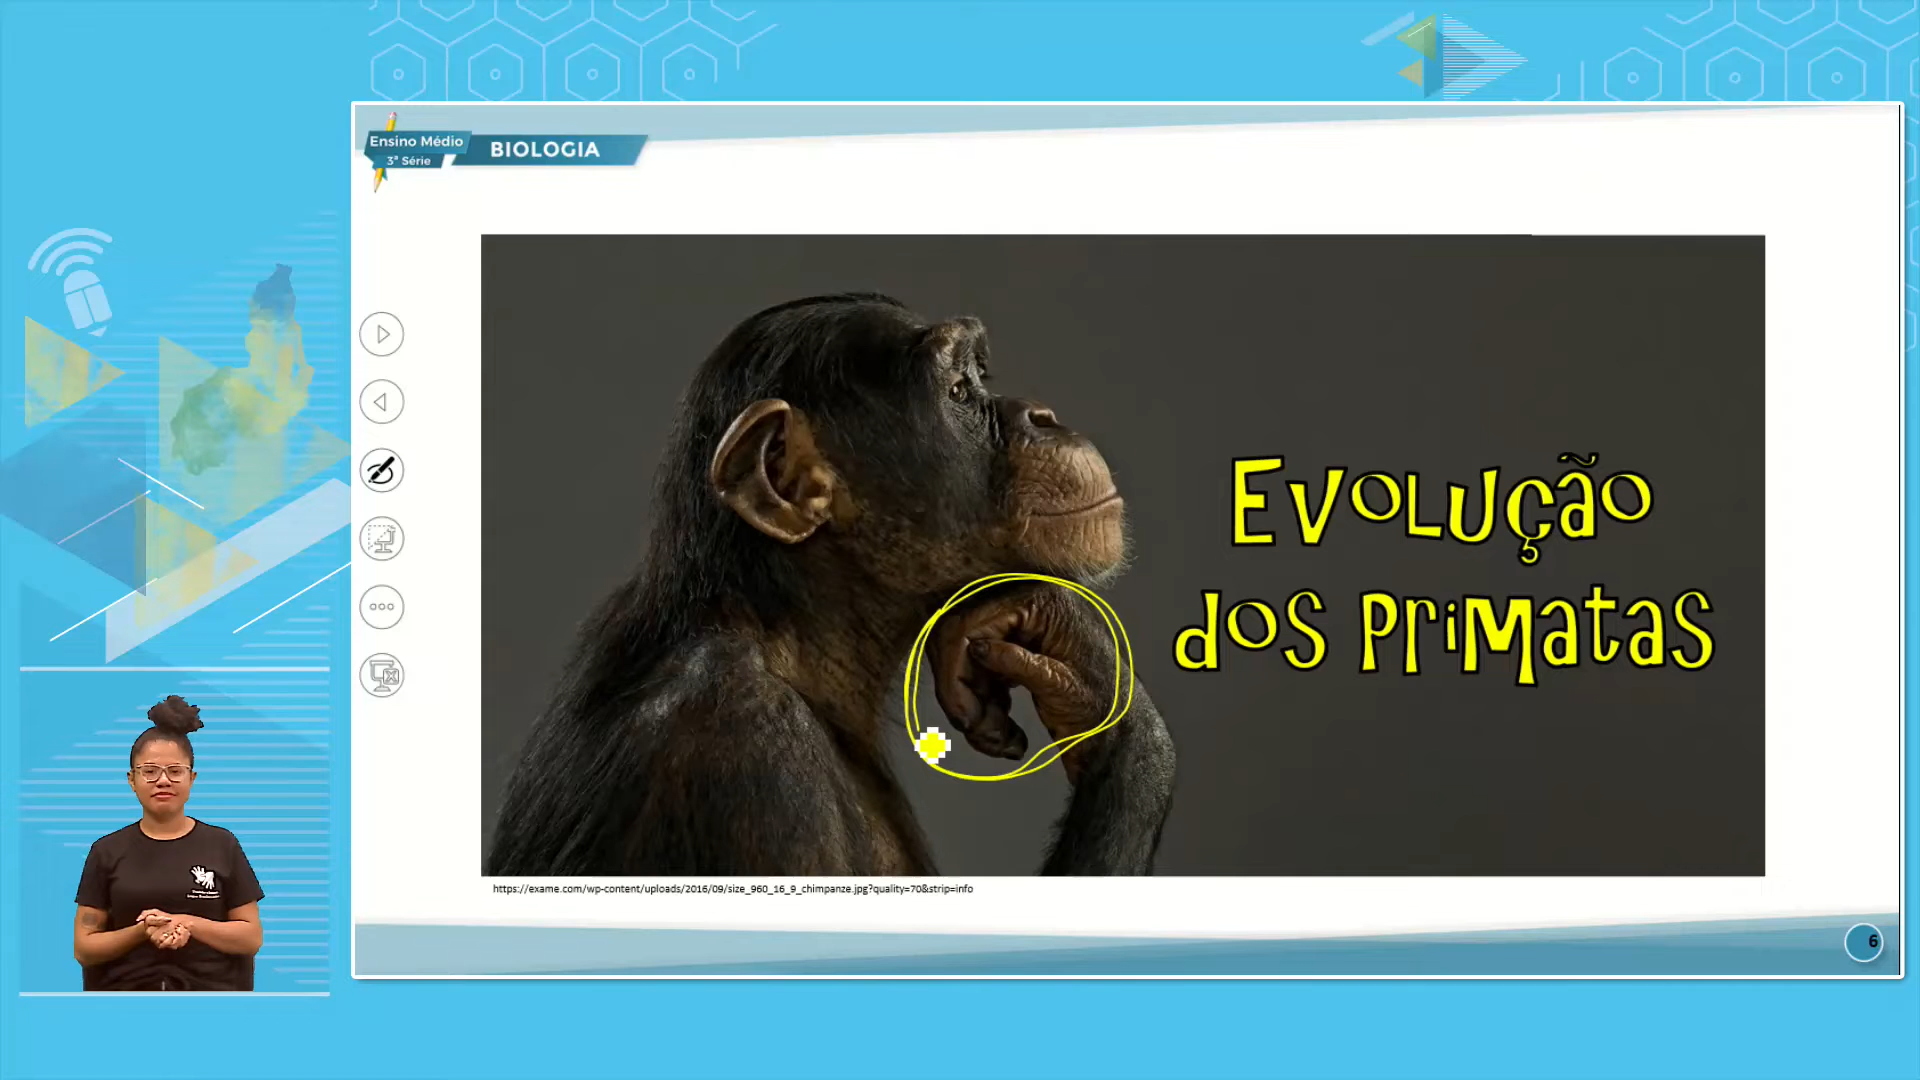 Ensino Médio
3ª Série
BIOLOGIA
EVOLUÇÃO
dos PRIMATAS
https://exame.com/wp-content/uploads/2016/09/size_960_16_9_chimpanze.jpg?quality=70&strip=info
6